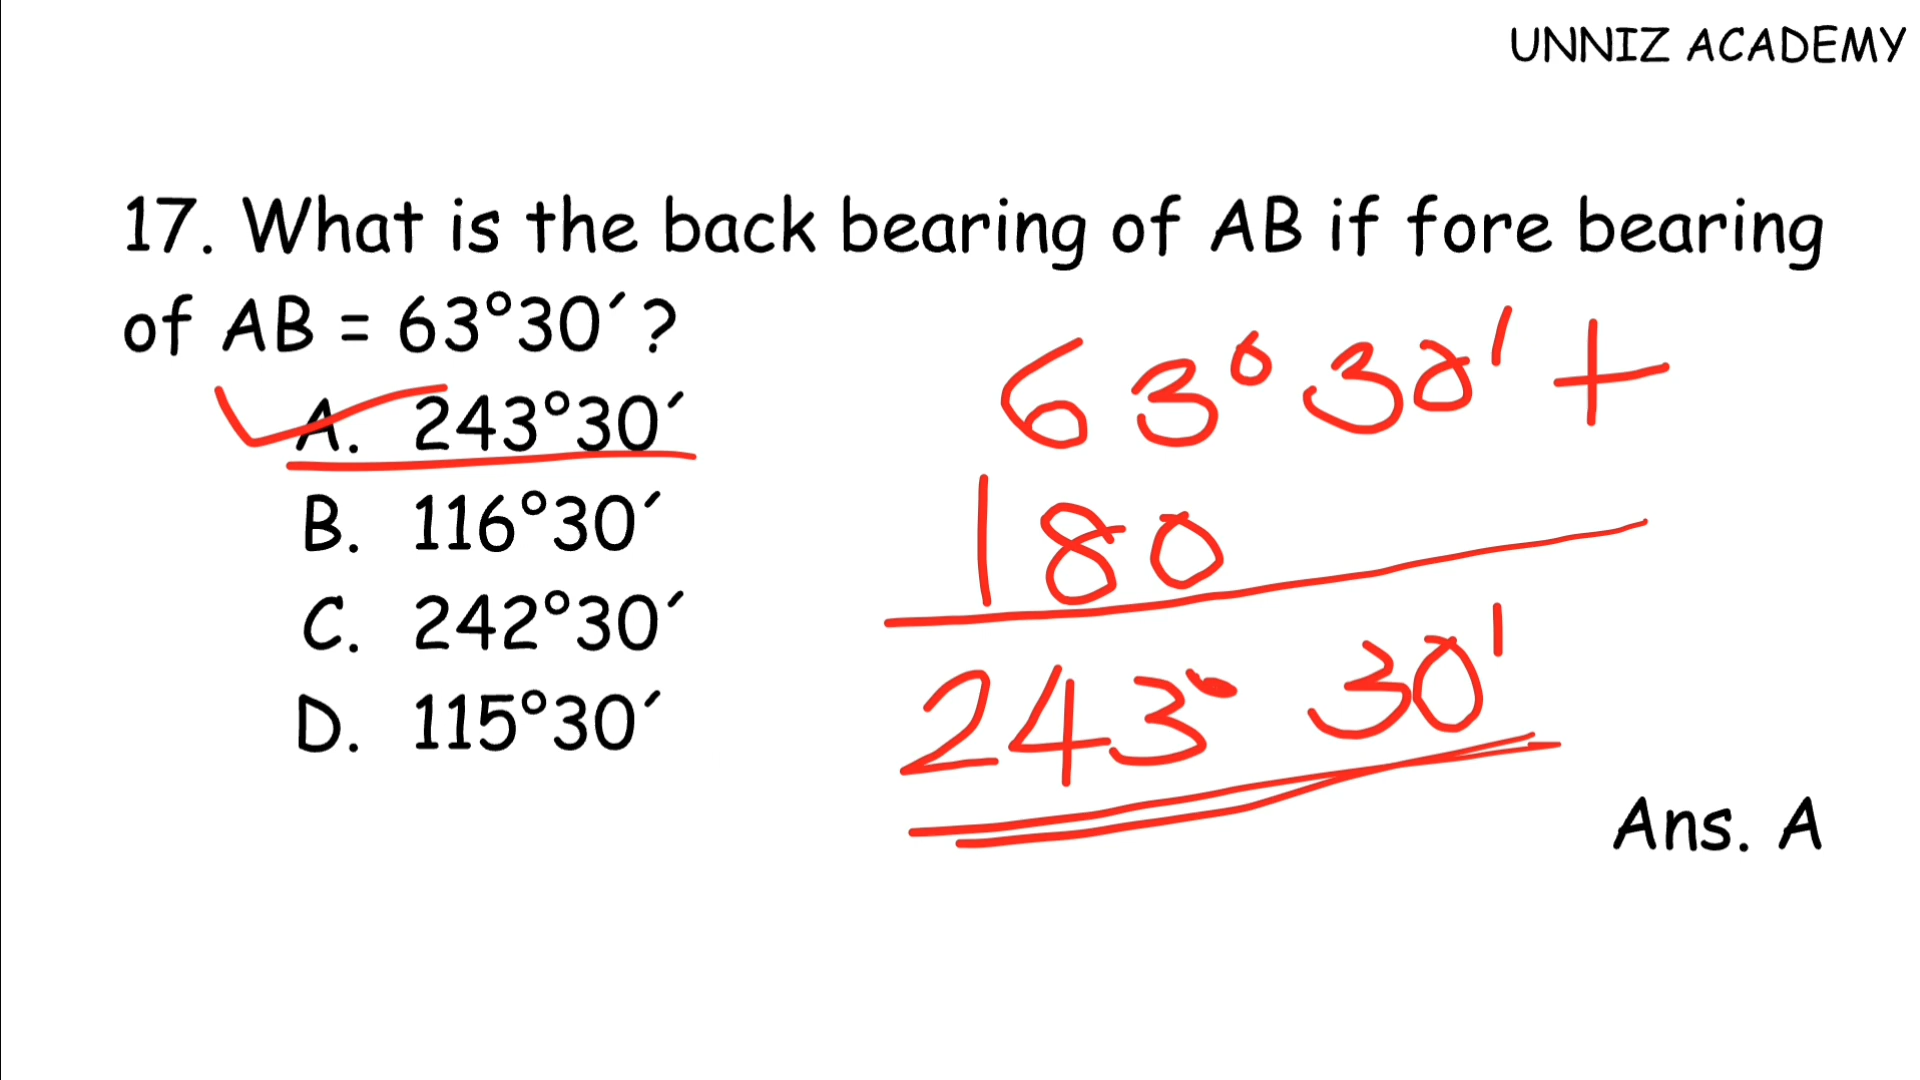 UNNIZ ACADEMY
17. What is the back bearing of AB if fore bearing
of AB = 63°30´?
A. 243°30´
B. 116°30´
C. 242°30´
D. 115°30´
63°30' +
180
243° 30'
Ans. A